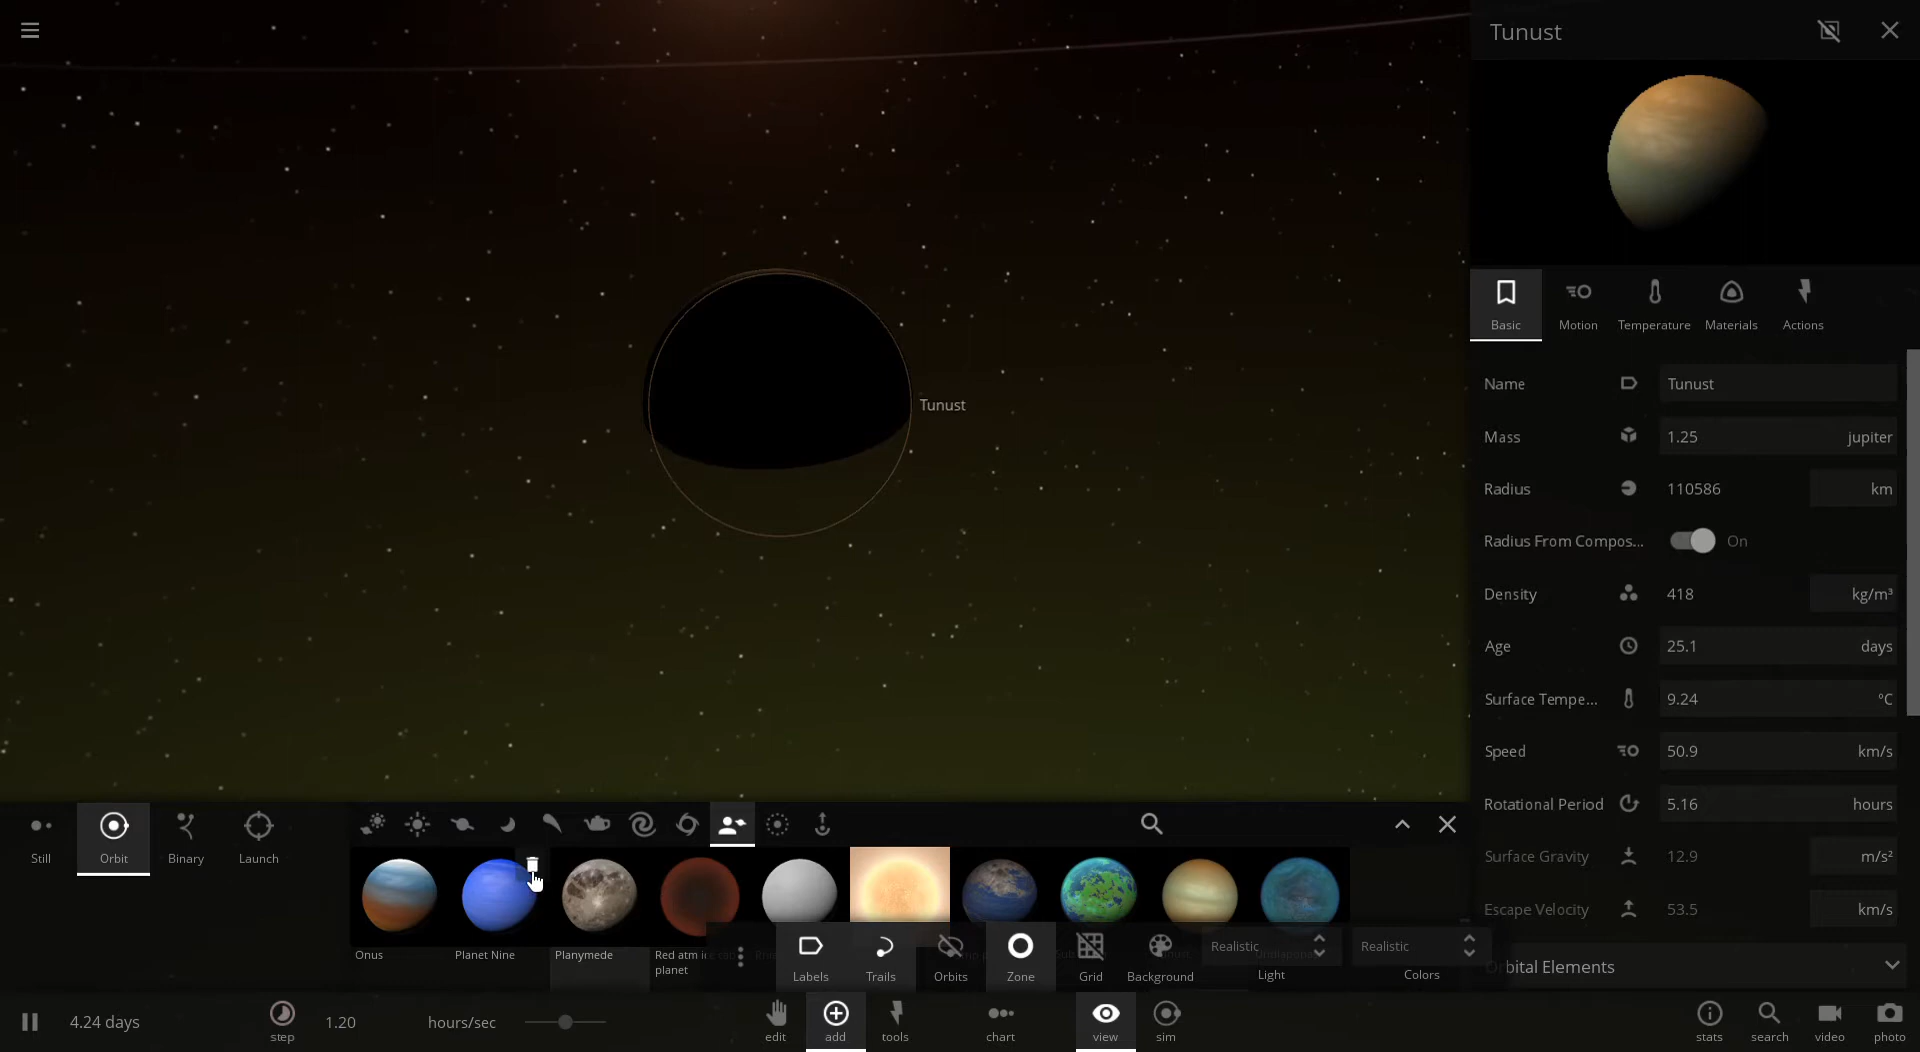 Tunust
Tunust
Basic
Motion
Temperature
Materials
Actions
Name
Tunust
Mass
1.25
jupiter
Radius
110586
km
Radius From Compos...
On
Density
418
kg/m³
Age
25.1
days
Surface Tempe...
9.24
°C
Speed
50.9
km/s
Rotational Period
5.16
hours
Surface Gravity
12.9
m/s²
Escape Velocity
53.5
km/s
Orbital Elements
Still
Orbit
Binary
Launch
Onus
Planet Nine
Planymede
Red atm
planet
Labels
Trails
Orbits
Zone
Grid
Background
Realistic
Light
Realistic
Colors
4.24 days
step
1.20
hours/sec
edit
add
tools
chart
view
sim
stats
search
video
photo